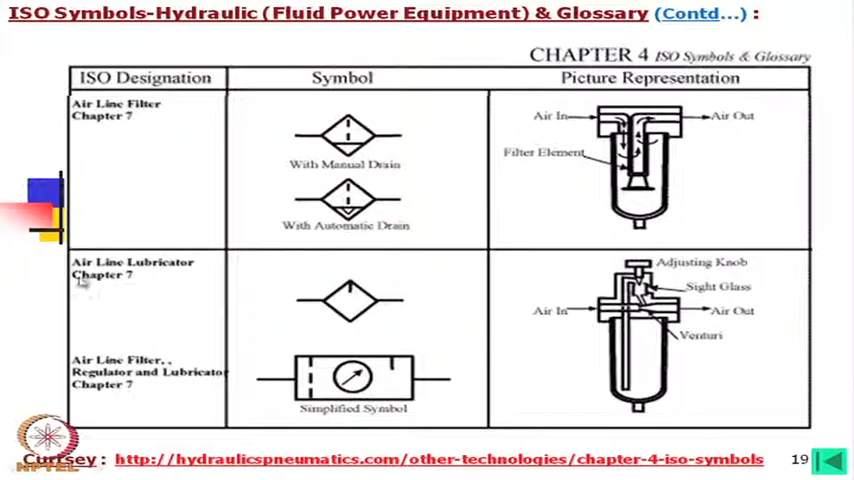 ISO Symbols-Hydraulic (Fluid Power Equipment) & Glossary (Contd...) :
CHAPTER 4 ISO Symbols & Glossary
ISO Designation Symbol Picture Representation
Air Line Filter
Chapter 7
With Manual Drain
With Automatic Drain
Air In
Air Out
Filter Element
Air Line Lubricator
Chapter 7
Adjusting Knob
Sight Glass
Air In
Air Out
Venturi
Air Line Filter, .
Regulator and Lubricator
Chapter 7
Simplified Symbol
NPTEL
Curtsey : http://hydraulicspneumatics.com/other-technologies/chapter-4-iso-symbols
19